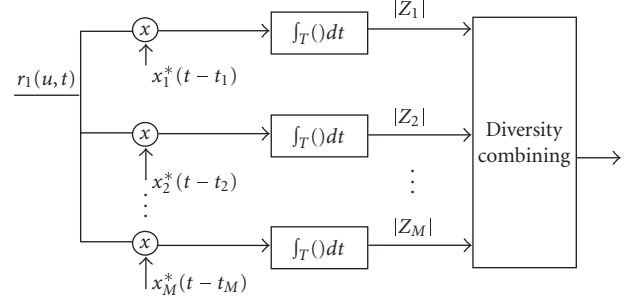 |Z₁|
x
∫_T()dt
x₁*(t − t₁)
r₁(u, t)
|Z₂|
x
∫_T()dt
Diversity
combining
x₂*(t − t₂)
⋮
⋮
|Z_M|
x
∫_T()dt
x_M*(t − t_M)